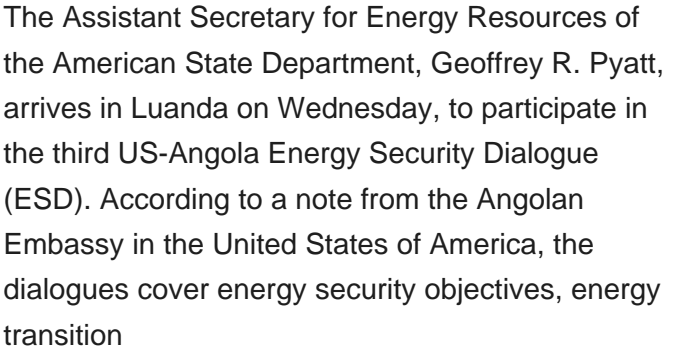 The Assistant Secretary for Energy Resources of
the American State Department, Geoffrey R. Pyatt,
arrives in Luanda on Wednesday, to participate in
the third US-Angola Energy Security Dialogue
(ESD). According to a note from the Angolan
Embassy in the United States of America, the
dialogues cover energy security objectives, energy
transition